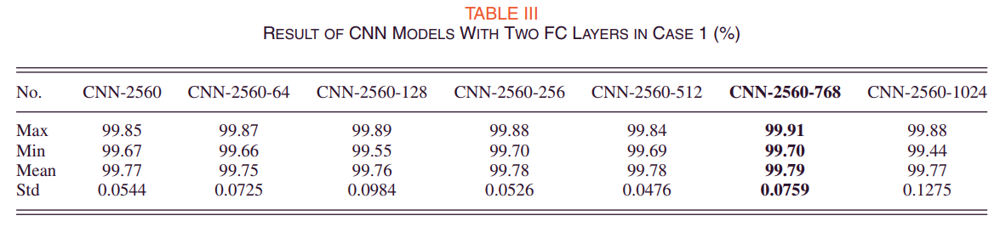 TABLE III
RESULT OF CNN MODELS WITH TWO FC LAYERS IN CASE 1 (%)
No. CNN-2560 CNN-2560-64 CNN-2560-128 CNN-2560-256 CNN-2560-512 CNN-2560-768 CNN-2560-1024
Max 99.85 99.87 99.89 99.88 99.84 99.91 99.88
Min 99.67 99.66 99.55 99.70 99.69 99.70 99.44
Mean 99.77 99.75 99.76 99.78 99.78 99.79 99.77
Std 0.0544 0.0725 0.0984 0.0526 0.0476 0.0759 0.1275